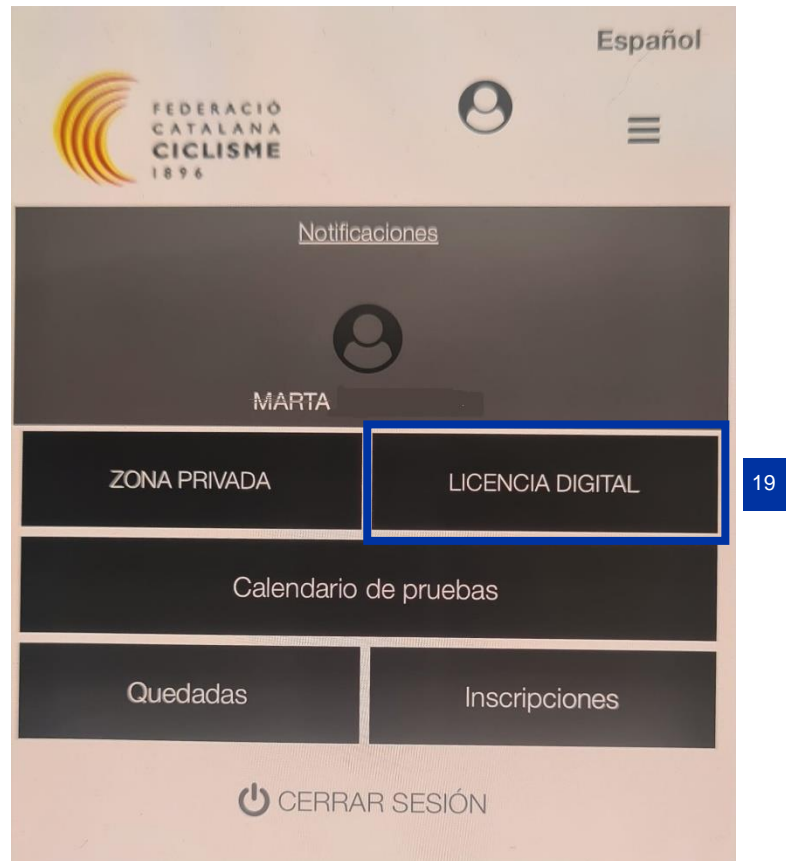 Español
FEDERACIÓ
CATALANA
CICLISME
1896
Notificaciones
MARTA
ZONA PRIVADA
LICENCIA DIGITAL
19
Calendario de pruebas
Quedadas
Inscripciones
CERRAR SESIÓN